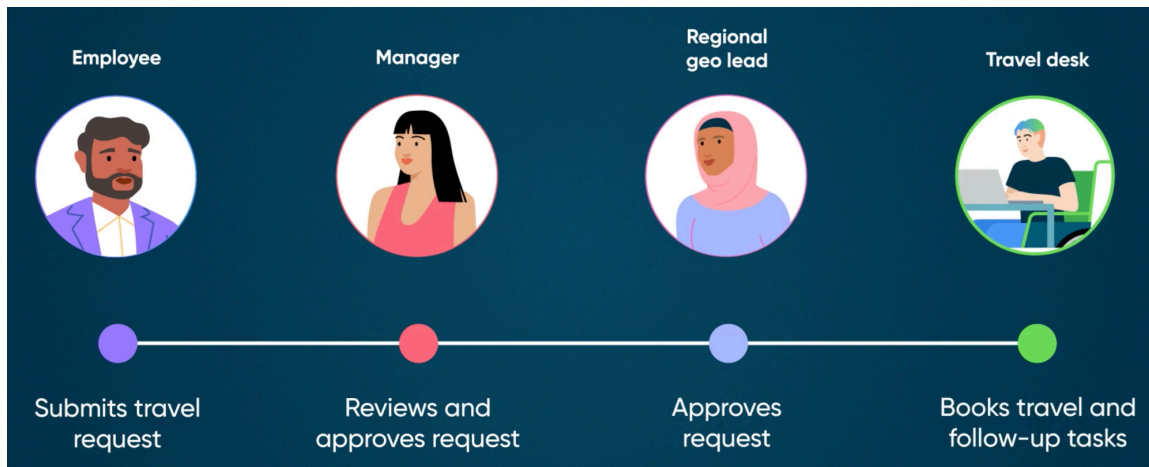 Employee
Manager
Regional
geo lead
Travel desk
Submits travel
request
Reviews and
approves request
Approves
request
Books travel and
follow-up tasks